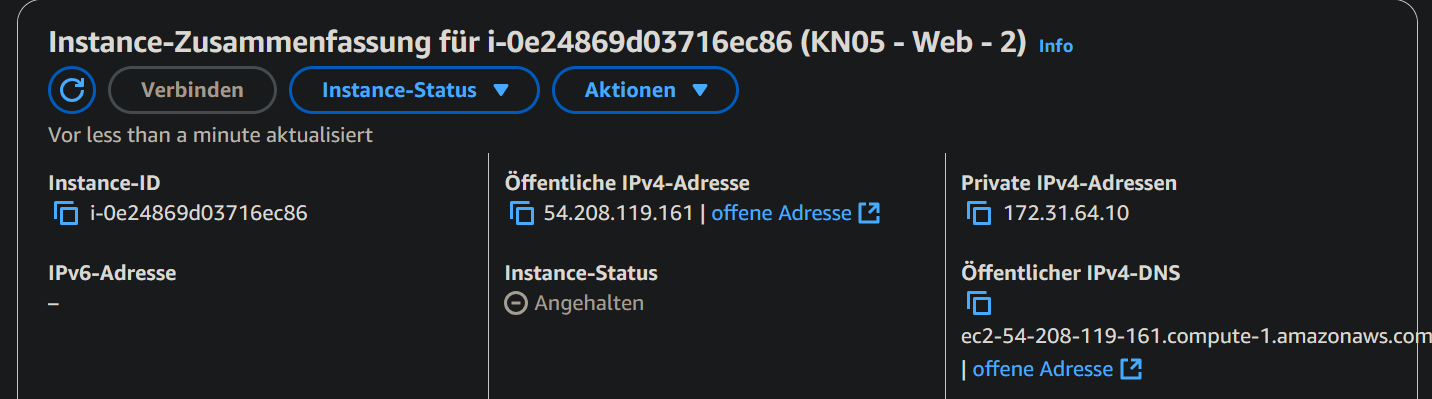 Instance-Zusammenfassung für i-0e24869d03716ec86 (KN05 - Web - 2) Info
Verbinden Instance-Status Aktionen
Vor less than a minute aktualisiert
Instance-ID
i-0e24869d03716ec86
Öffentliche IPv4-Adresse
54.208.119.161 | offene Adresse
Private IPv4-Adressen
172.31.64.10
IPv6-Adresse
–
Instance-Status
Angehalten
Öffentlicher IPv4-DNS
ec2-54-208-119-161.compute-1.amazonaws.com
| offene Adresse